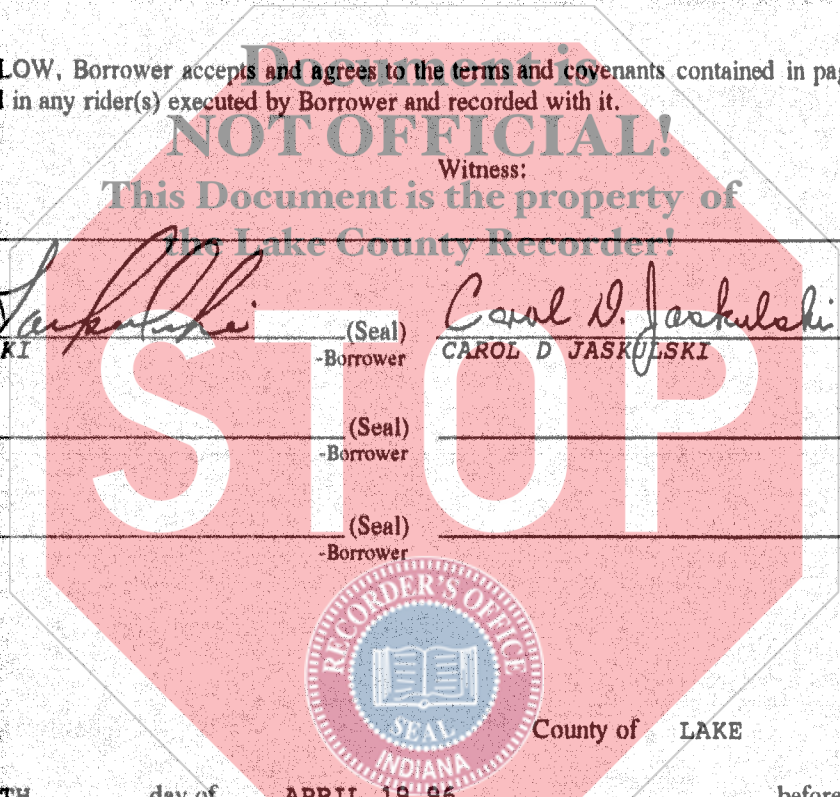 Document is
LOW, Borrower accepts and agrees to the terms and covenants contained in pag
in any rider(s) executed by Borrower and recorded with it.
NOT OFFICIAL!
Witness:
This Document is the property of
the Lake County Recorder!
Jaskulski Carol D. Jaskulski
(Seal)
KI -Borrower CAROL D JASKULSKI
STOP
(Seal)
-Borrower
(Seal)
-Borrower
RECORDER'S OFFICE
SEAL
INDIANA
County of LAKE
TH day of APRIL 19 96 before